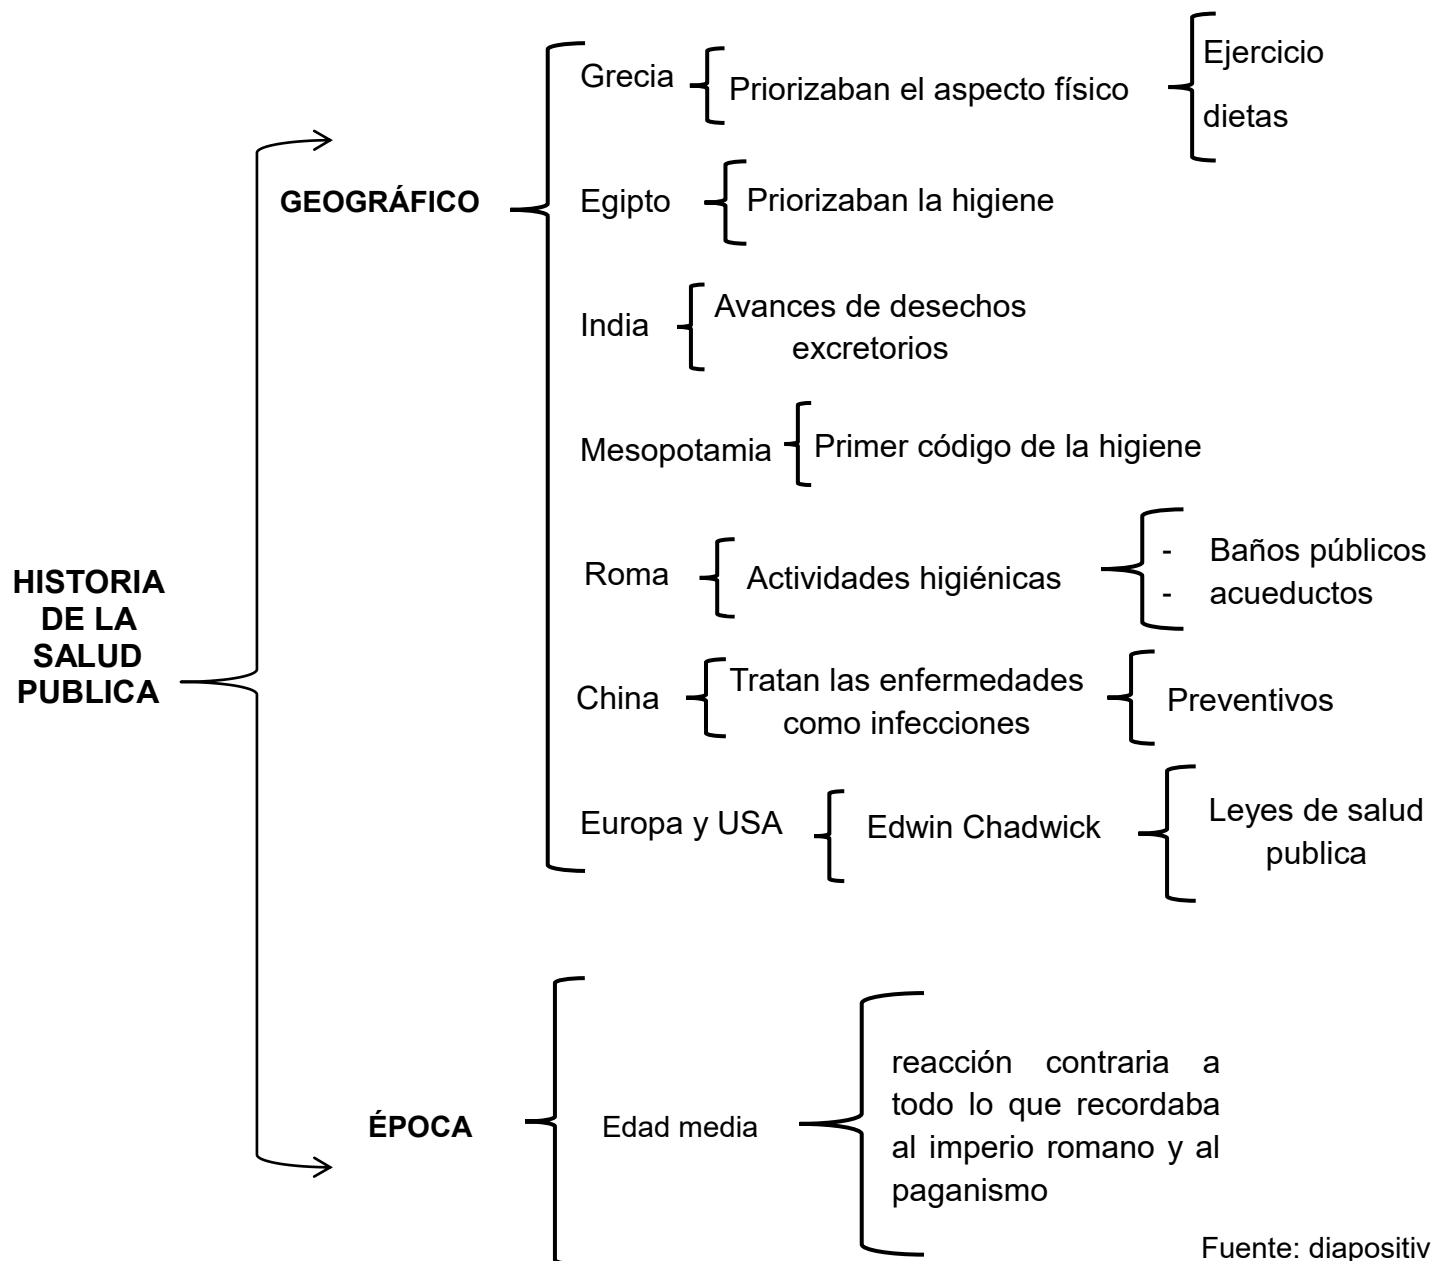 HISTORIA
DE LA
SALUD
PUBLICA
GEOGRÁFICO
Grecia
Priorizaban el aspecto físico
Ejercicio
dietas
Egipto
Priorizaban la higiene
India
Avances de desechos
excretorios
Mesopotamia
Primer código de la higiene
Roma
Actividades higiénicas
- Baños públicos
- acueductos
China
Tratan las enfermedades
como infecciones
Preventivos
Europa y USA
Edwin Chadwick
Leyes de salud
publica
ÉPOCA
Edad media
reacción contraria a
todo lo que recordaba
al imperio romano y al
paganismo
Fuente: diapositiv